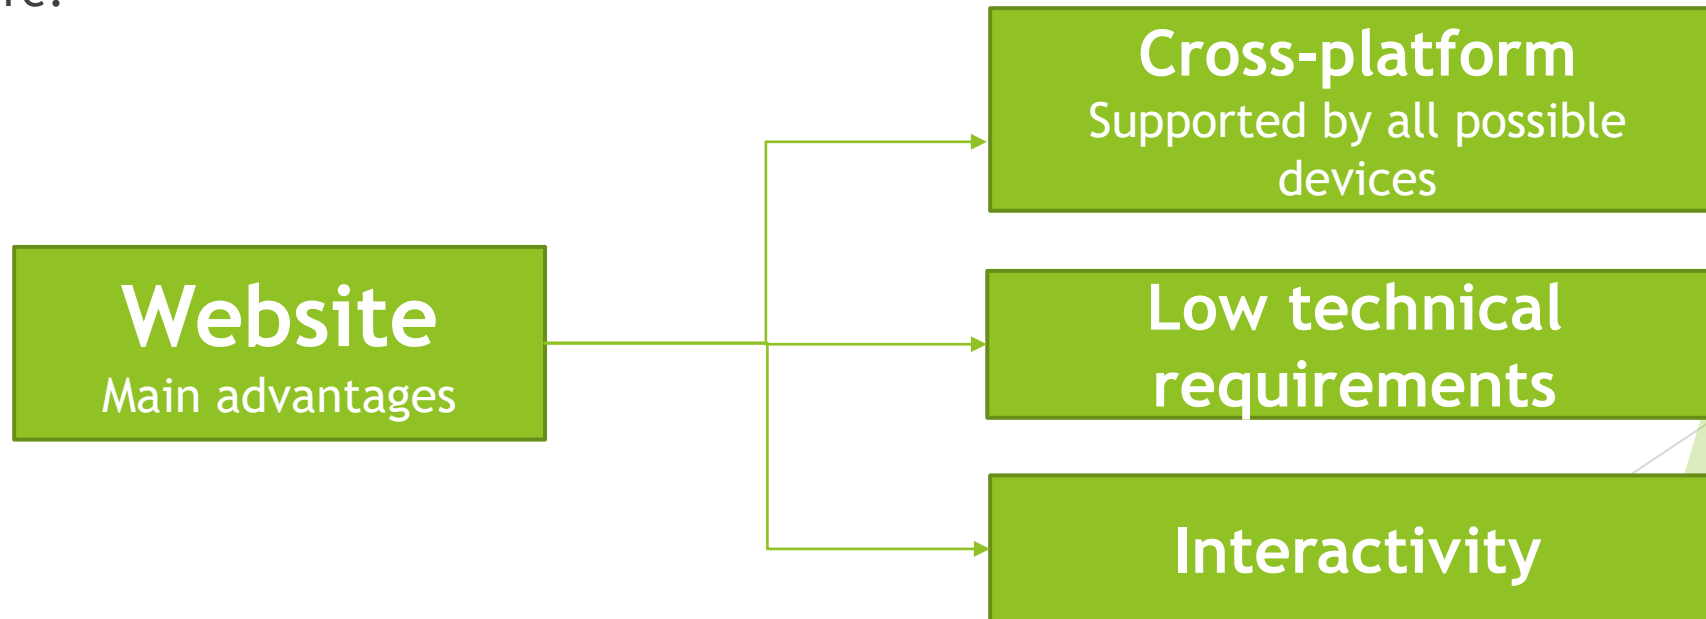 Cross-platform
Supported by all possible
devices
Website
Main advantages
Low technical
requirements
Interactivity